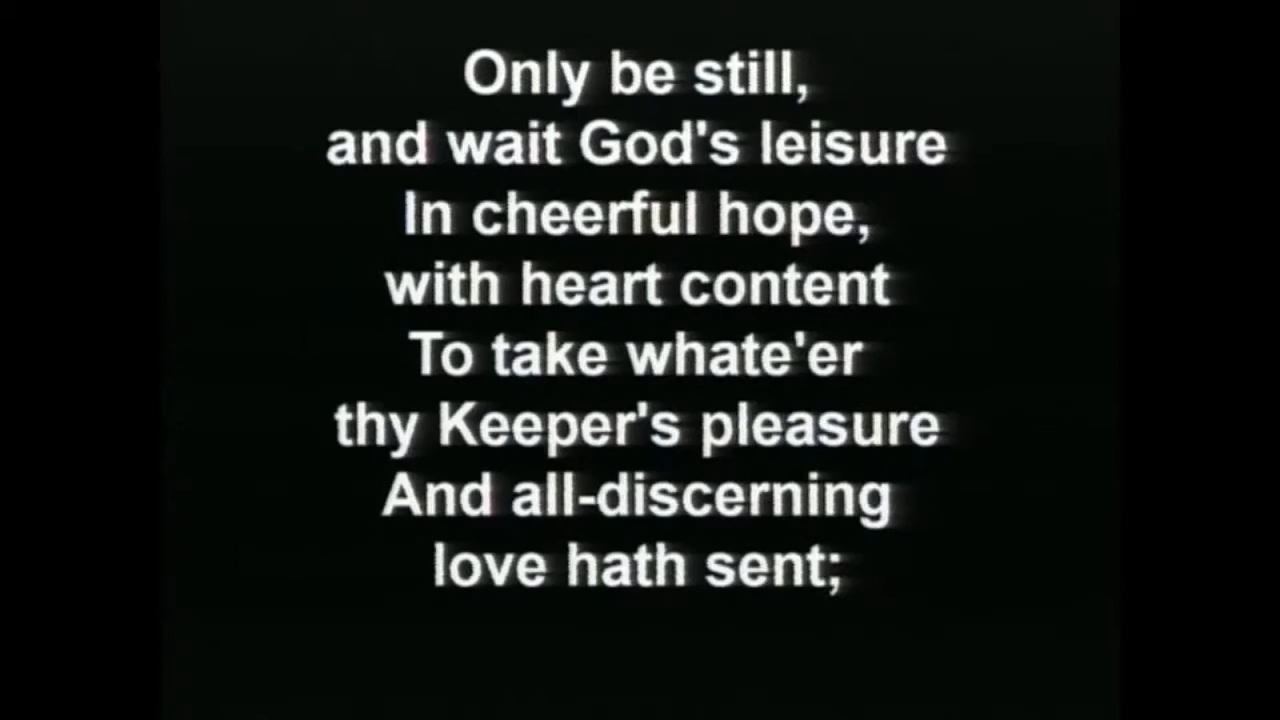 Only be still,
and wait God's leisure
In cheerful hope,
with heart content
To take whate'er
thy Keeper's pleasure
And all-discerning
love hath sent;